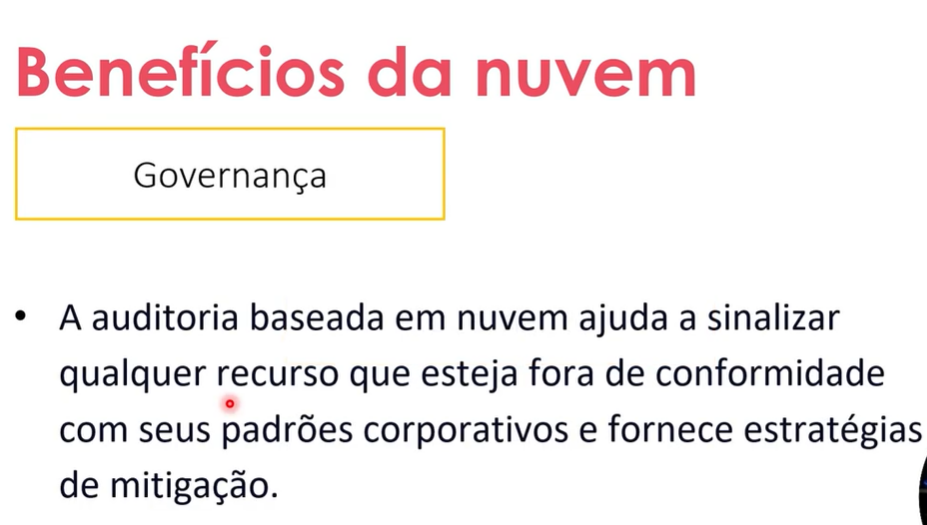 Benefícios da nuvem
Governança
• A auditoria baseada em nuvem ajuda a sinalizar
qualquer recurso que esteja fora de conformidade
com seus padrões corporativos e fornece estratégias
de mitigação.